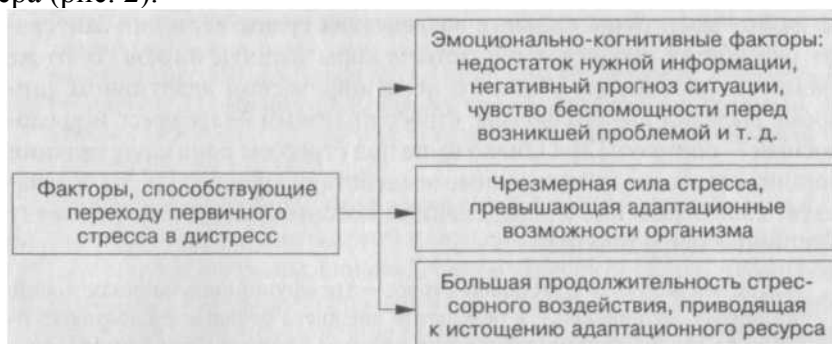 ера (рис. 2).
Эмоционально-когнитивные факторы:
недостаток нужной информации,
негативный прогноз ситуации,
чувство беспомощности перед
возникшей проблемой и т. д.
Факторы, способствующие
переходу первичного
стресса в дистресс
Чрезмерная сила стресса,
превышающая адаптационные
возможности организма
Большая продолжительность стрес-
сорного воздействия, приводящая
к истощению адаптационного ресурса